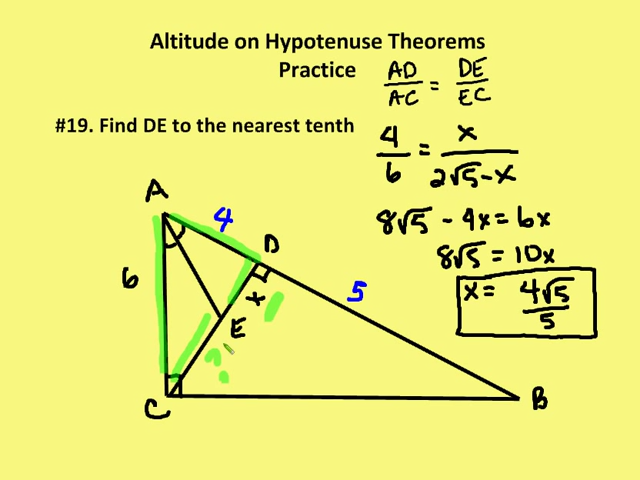 Altitude on Hypotenuse Theorems
Practice
AD/AC = DE/EC
#19. Find DE to the nearest tenth
4/6 = x/(2√5-x)
8√5 - 4x = 6x
8√5 = 10x
x = 4√5/5
A
4
D
6
x
5
E
?
C
B